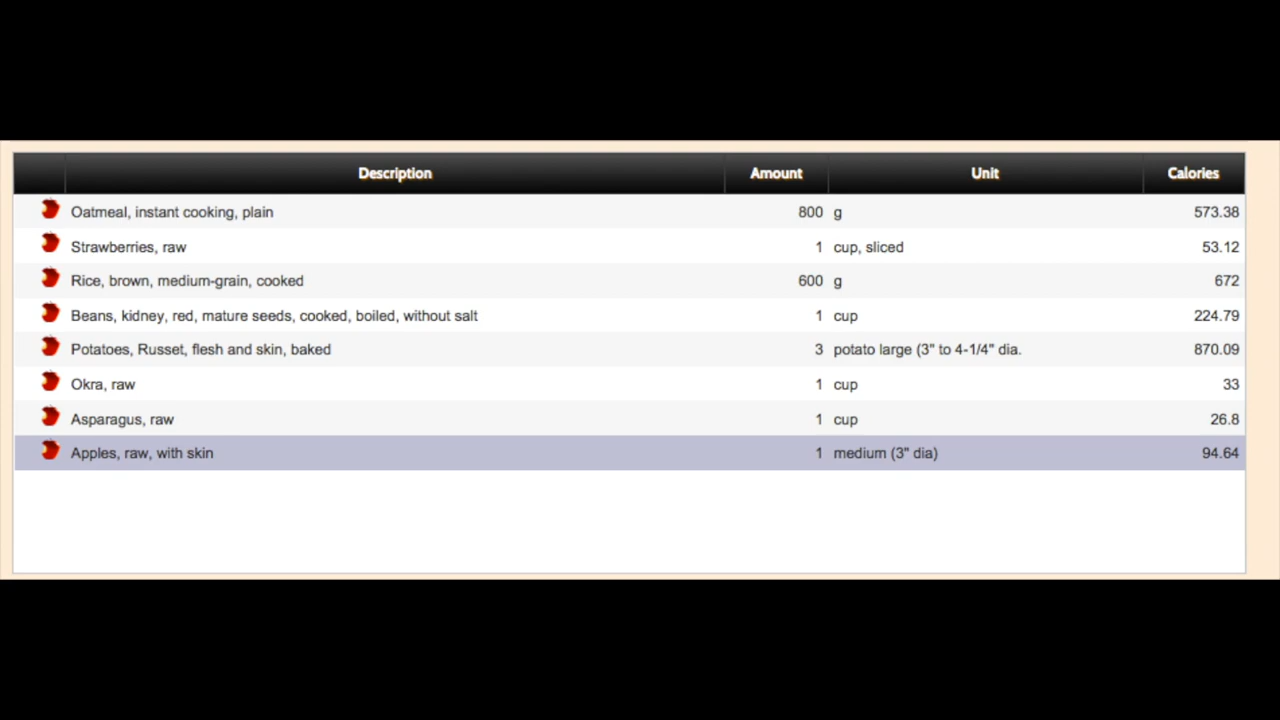 Description Amount Unit Calories
Oatmeal, instant cooking, plain 800 g 573.38
Strawberries, raw 1 cup, sliced 53.12
Rice, brown, medium-grain, cooked 600 g 672
Beans, kidney, red, mature seeds, cooked, boiled, without salt 1 cup 224.79
Potatoes, Russet, flesh and skin, baked 3 potato large (3" to 4-1/4" dia. 870.09
Okra, raw 1 cup 33
Asparagus, raw 1 cup 26.8
Apples, raw, with skin 1 medium (3" dia) 94.64